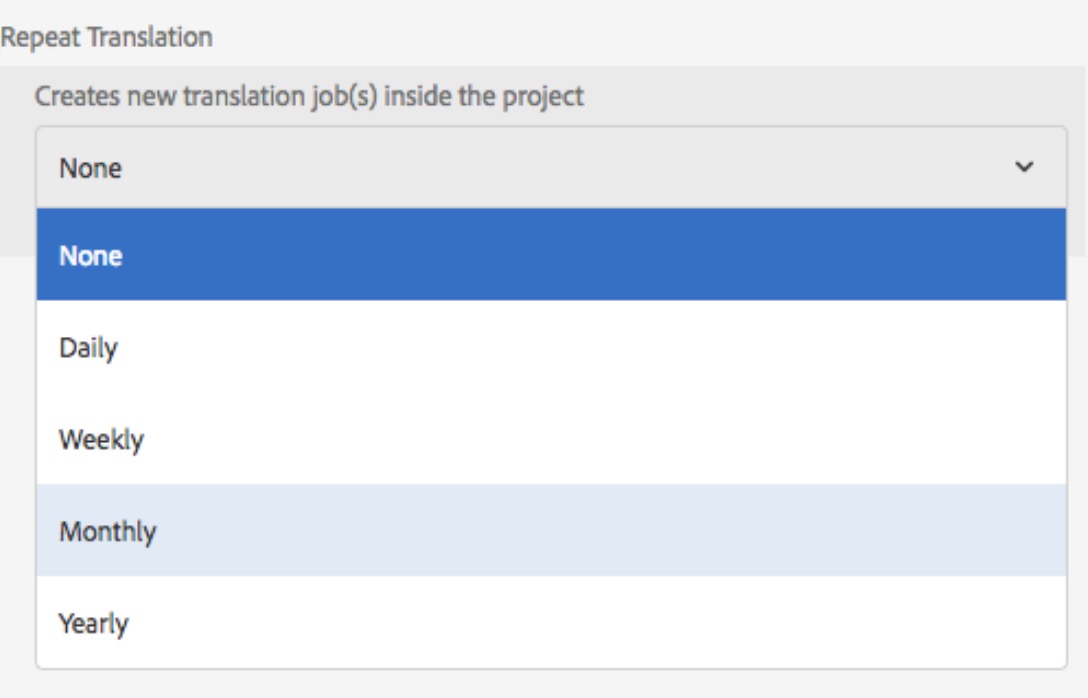 Repeat Translation
Creates new translation job(s) inside the project
None
None
Daily
Weekly
Monthly
Yearly